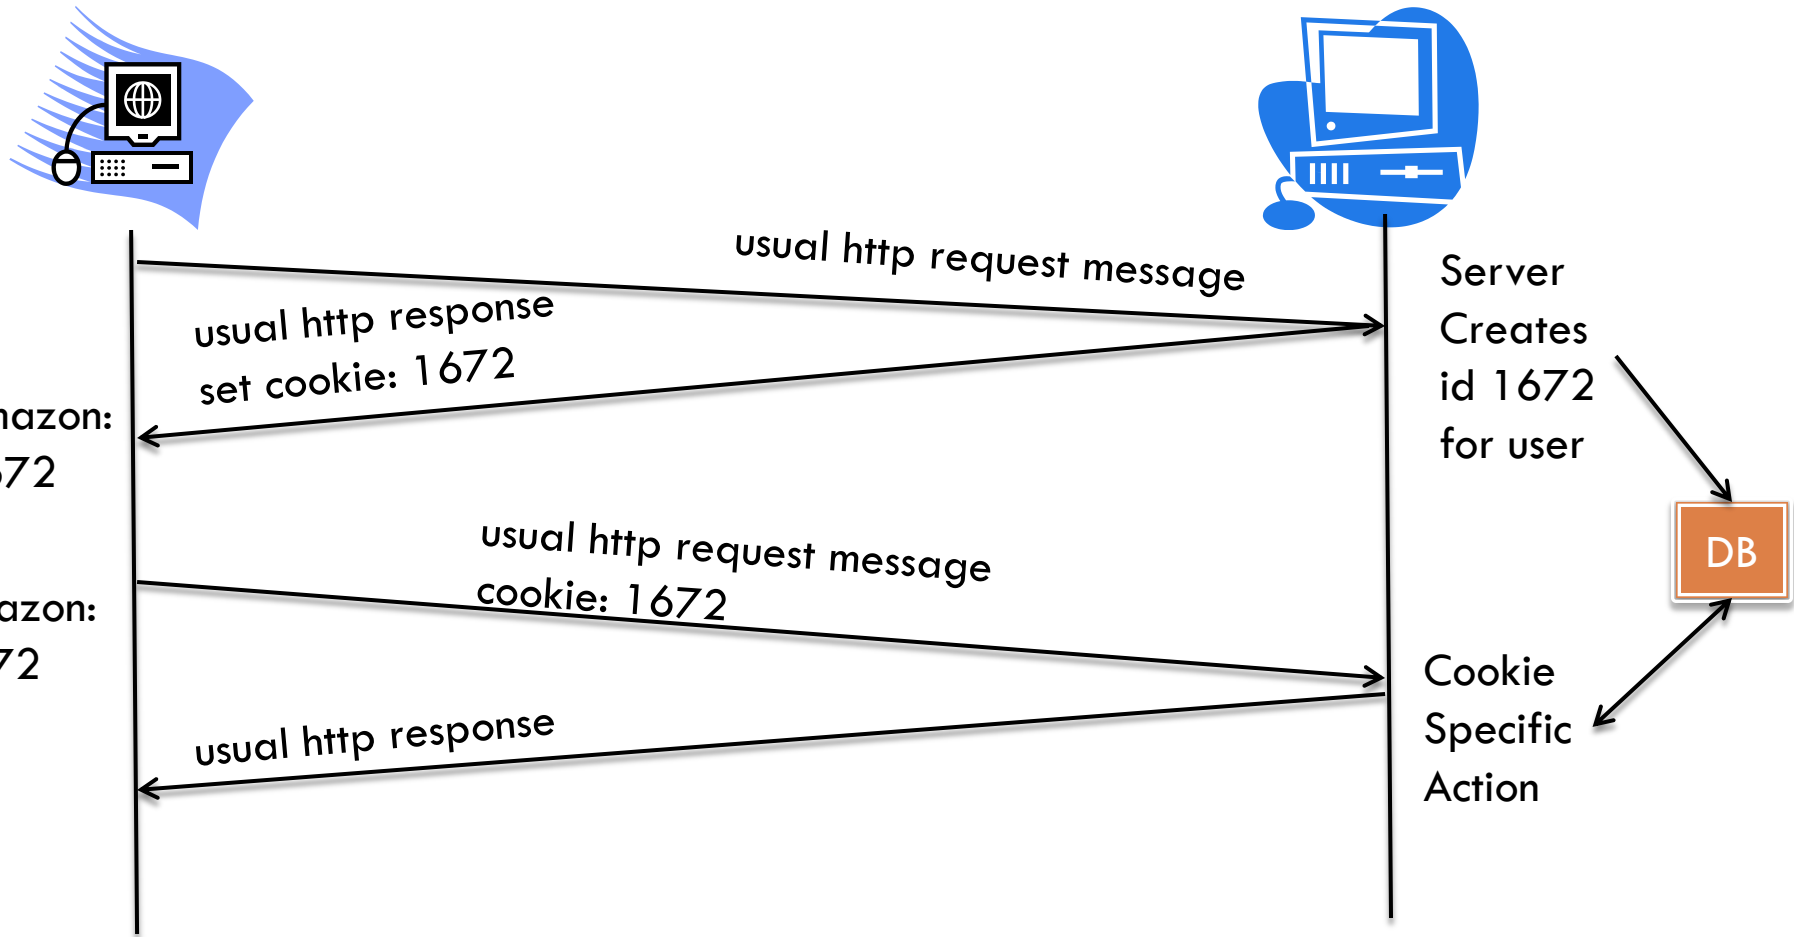 usual http request message
usual http response
set cookie: 1672
Server
Creates
id 1672
for user
usual http request message
cookie: 1672
DB
usual http response
Cookie
Specific
Action